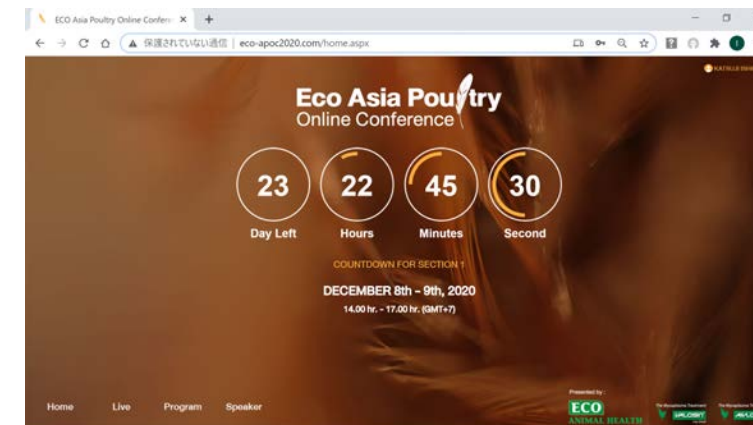 ECO Asia Poultry Online Confere
保護されていない通信 | eco-apoc2020.com/home.aspx
Eco Asia Poultry
Online Conference
23
22
45
30
Day Left
Hours
Minutes
Second
COUNTDOWN FOR SECTION 1
DECEMBER 8th - 9th, 2020
14.00 hr. - 17.00 hr. (GMT+7)
Home
Live
Program
Speaker
Presented by :
ECO
ANIMAL HEALTH